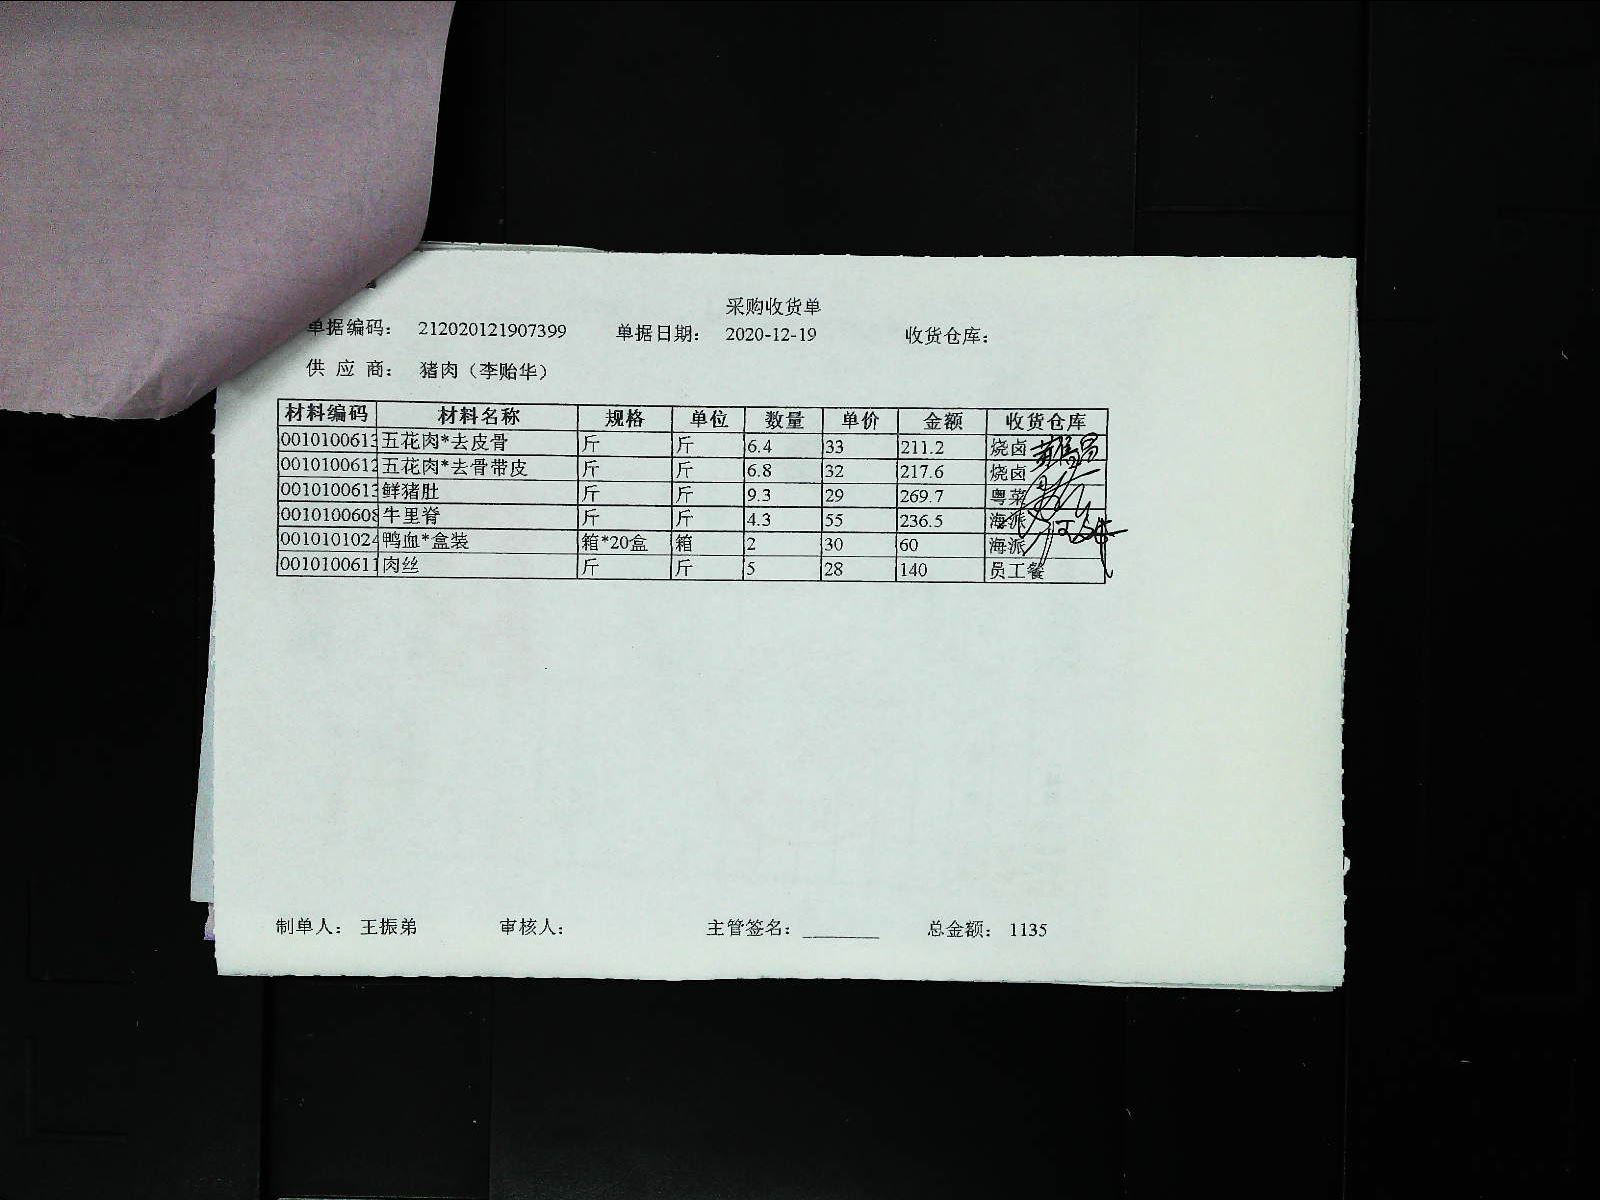 采购收货单
单据编码： 212020121907399 单据日期： 2020-12-19 收货仓库：
供 应 商： 猪肉（李贻华）
材料编码 材料名称 规格 单位 数量 单价 金额 收货仓库
0010100613 五花肉*去皮骨 斤 斤 6.4 33 211.2 烧卤
0010100612 五花肉*去骨带皮 斤 斤 6.8 32 217.6 烧卤
0010100613 鲜猪肚 斤 斤 9.3 29 269.7 粤菜
0010100608 牛里脊 斤 斤 4.3 55 236.5 海派
0010101024 鸭血*盒装 箱*20盒 箱 2 30 60 海派
0010100611 肉丝 斤 斤 5 28 140 员工餐
制单人： 王振弟 审核人： 主管签名： 总金额： 1135